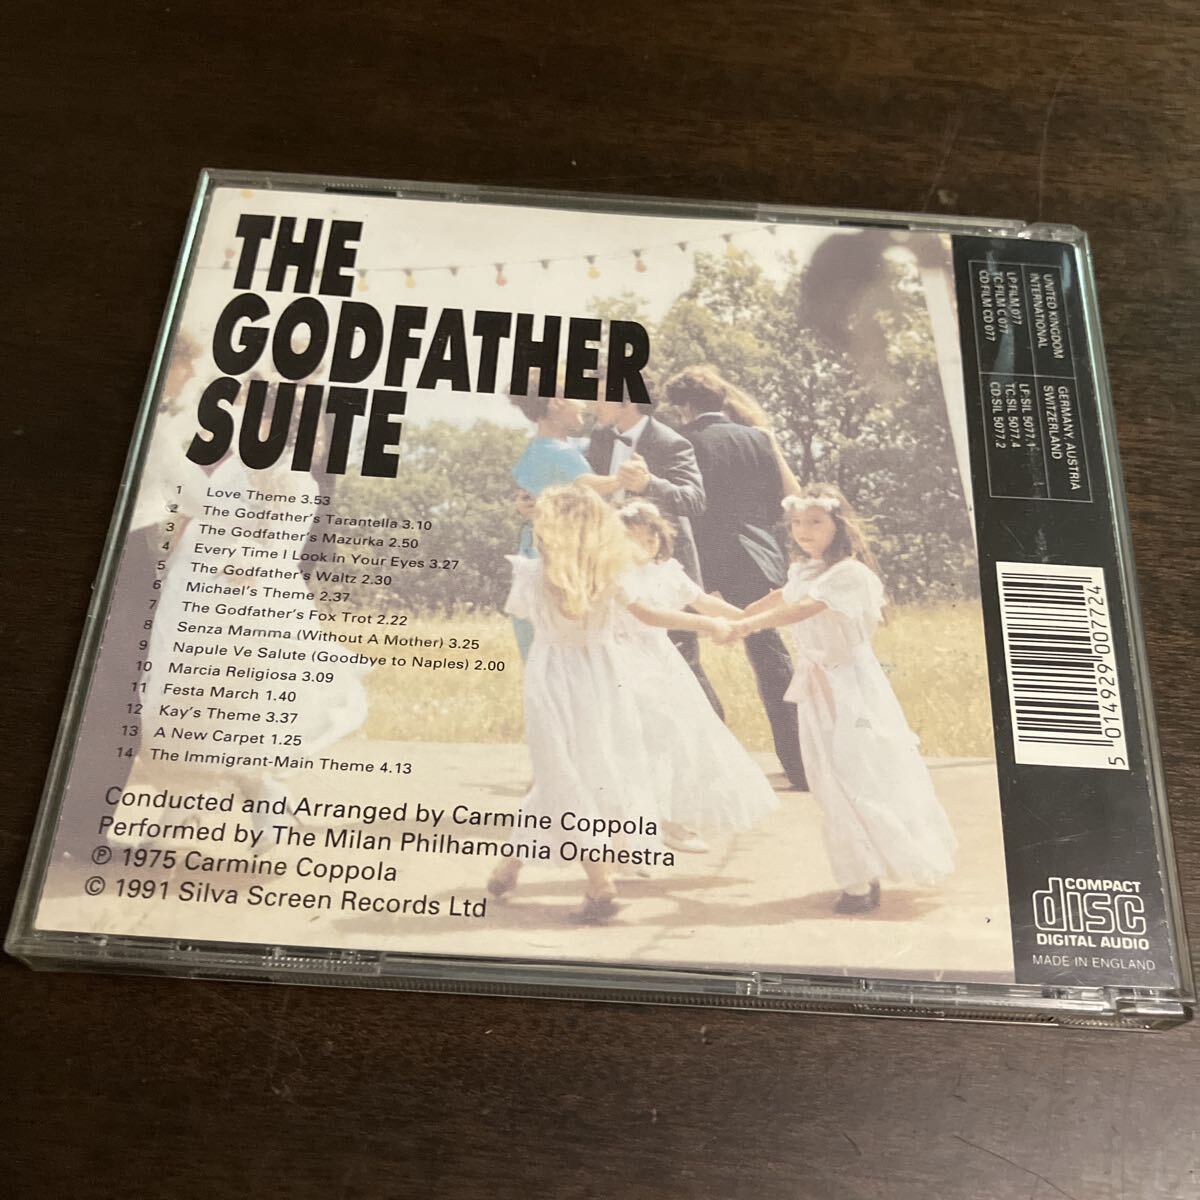 THE
GODFATHER
SUITE
1 Love Theme 3.53
2 The Godfather's Tarantella 3.10
3 The Godfather's Mazurka 2.50
4 Every Time I Look in Your Eyes 3.27
5 The Godfather's Waltz 2.30
6 Michael's Theme 2.37
7 The Godfather's Fox Trot 2.22
8 Senza Mamma (Without A Mother) 3.25
9 Napule Ve Salute (Goodbye to Naples) 2.00
10 Marcia Religiosa 3.09
11 Festa March 1.40
12 Kay's Theme 3.37
13 A New Carpet 1.25
14 The Immigrant-Main Theme 4.13
Conducted and Arranged by Carmine Coppola
Performed by The Milan Philhamonia Orchestra
℗ 1975 Carmine Coppola
© 1991 Silva Screen Records Ltd
UNITED KINGDOM
INTERNATIONAL
LP:FILM 077
TC:FILM C 077
CD:FILM CD 077
GERMANY, AUSTRIA
SWITZERLAND
LP:SIL 5077.1
TC:SIL 5077.4
CD:SIL 5077.2
5 014929 007724
COMPACT
disc
DIGITAL AUDIO
MADE IN ENGLAND